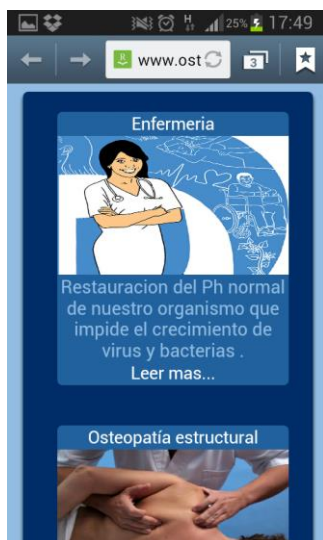 25% 17:49
www.ost
3
Enfermeria
Restauracion del Ph normal
de nuestro organismo que
impide el crecimiento de
virus y bacterias .
Leer mas...
Osteopatía estructural